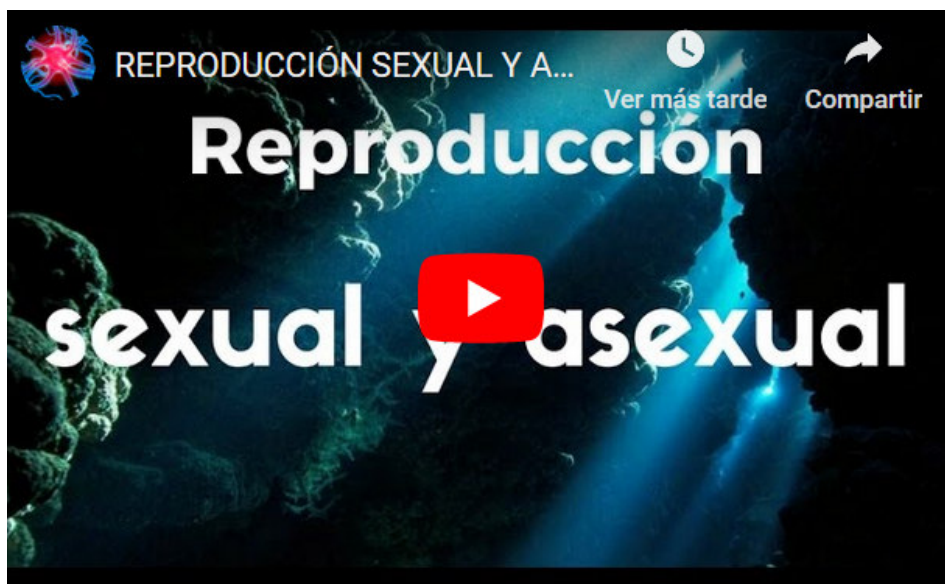 REPRODUCCIÓN SEXUAL Y A...
Ver más tarde
Compartir
Reproducción
sexual y asexual